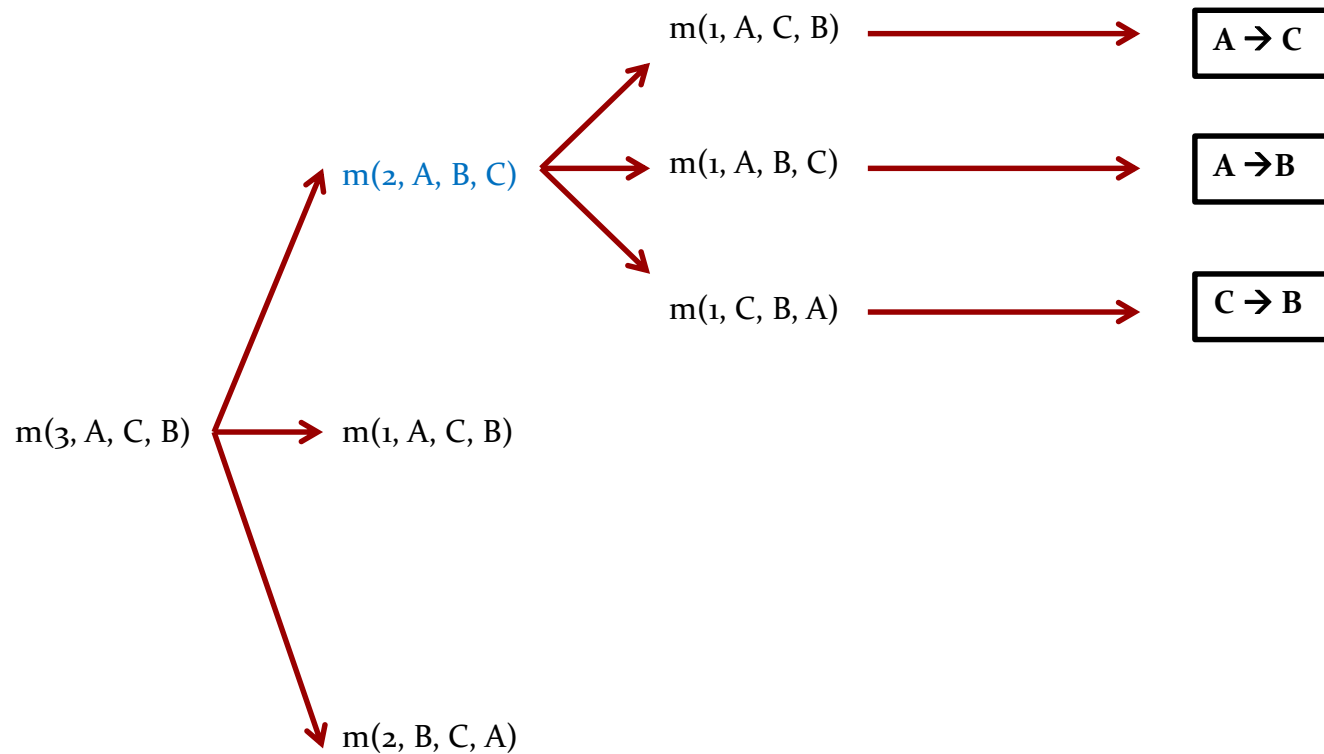 m(1, A, C, B)
A → C
m(2, A, B, C)
m(1, A, B, C)
A →B
m(1, C, B, A)
C → B
m(3, A, C, B)
m(1, A, C, B)
m(2, B, C, A)